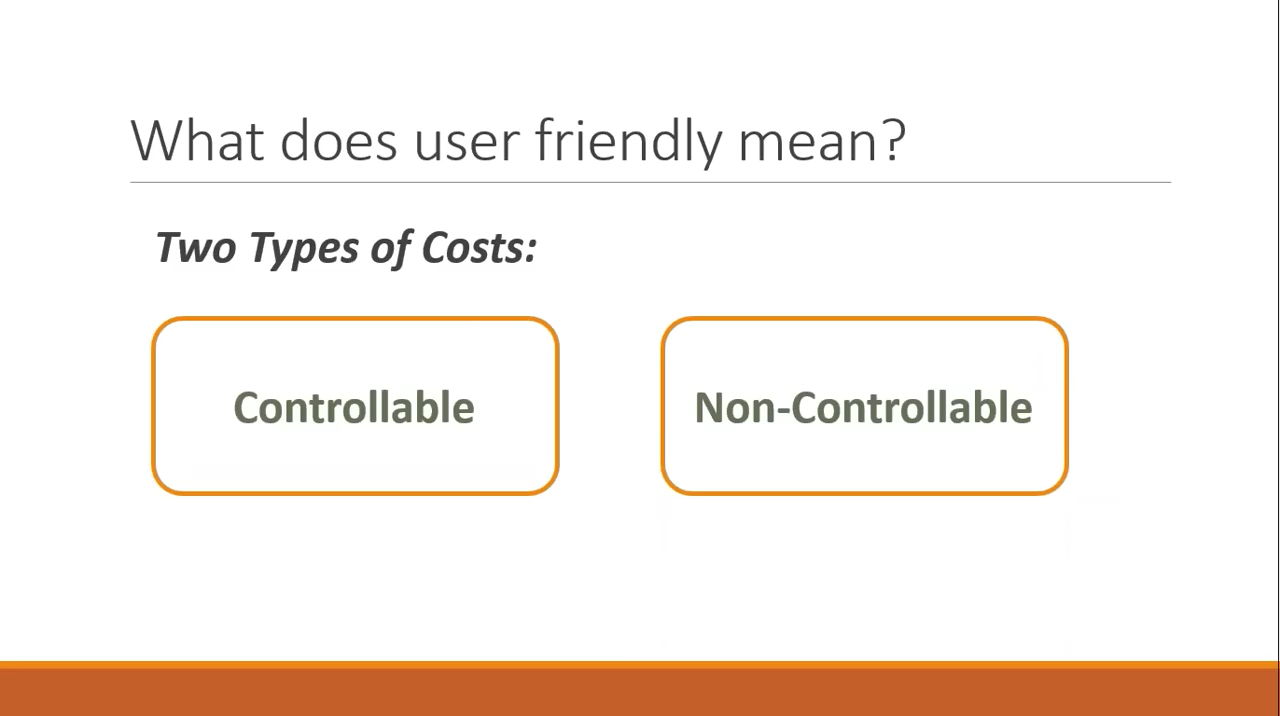 What does user friendly mean?
Two Types of Costs:
Controllable
Non-Controllable